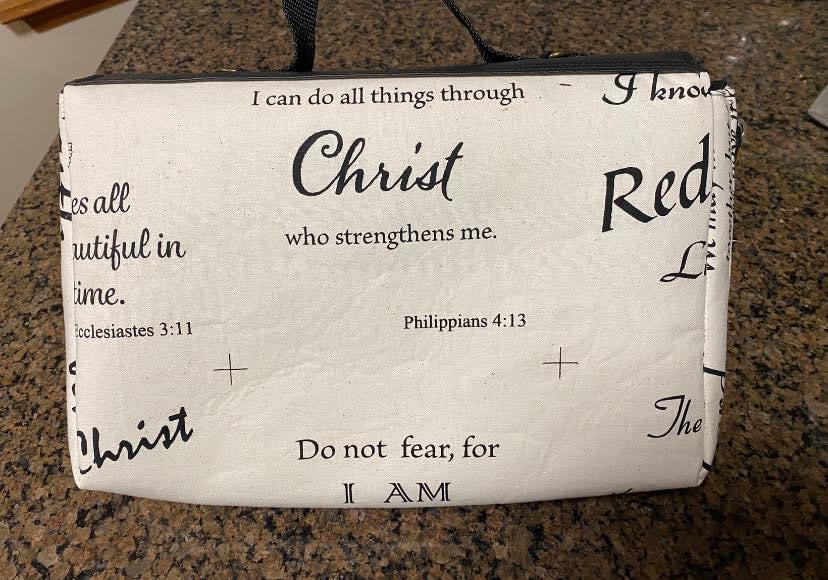 I can do all things through
Christ
who strengthens me.
Philippians 4:13
es all
autiful in
time.
Ecclesiastes 3:11
Christ
Do not fear, for
I AM
I know
Red
L
The